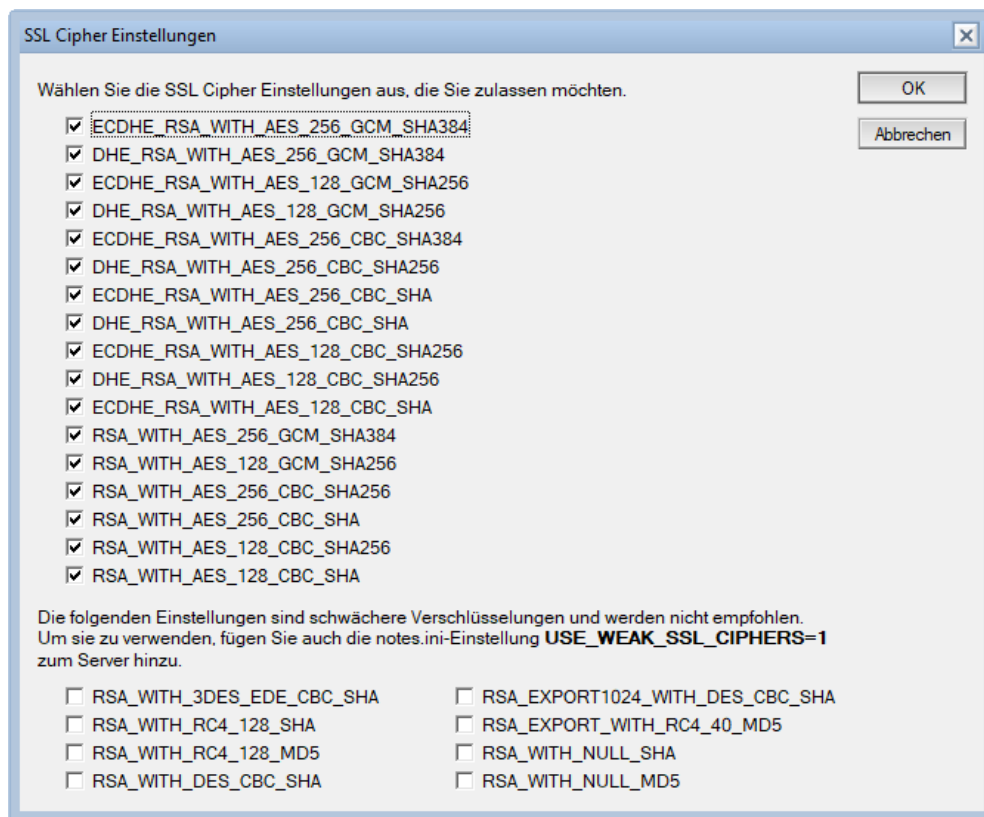 SSL Cipher Einstellungen
Wählen Sie die SSL Cipher Einstellungen aus, die Sie zulassen möchten.
OK
Abbrechen
ECDHE_RSA_WITH_AES_256_GCM_SHA384
DHE_RSA_WITH_AES_256_GCM_SHA384
ECDHE_RSA_WITH_AES_128_GCM_SHA256
DHE_RSA_WITH_AES_128_GCM_SHA256
ECDHE_RSA_WITH_AES_256_CBC_SHA384
DHE_RSA_WITH_AES_256_CBC_SHA256
ECDHE_RSA_WITH_AES_256_CBC_SHA
DHE_RSA_WITH_AES_256_CBC_SHA
ECDHE_RSA_WITH_AES_128_CBC_SHA256
DHE_RSA_WITH_AES_128_CBC_SHA256
ECDHE_RSA_WITH_AES_128_CBC_SHA
RSA_WITH_AES_256_GCM_SHA384
RSA_WITH_AES_128_GCM_SHA256
RSA_WITH_AES_256_CBC_SHA256
RSA_WITH_AES_256_CBC_SHA
RSA_WITH_AES_128_CBC_SHA256
RSA_WITH_AES_128_CBC_SHA
Die folgenden Einstellungen sind schwächere Verschlüsselungen und werden nicht empfohlen.
Um sie zu verwenden, fügen Sie auch die notes.ini-Einstellung USE_WEAK_SSL_CIPHERS=1
zum Server hinzu.
RSA_WITH_3DES_EDE_CBC_SHA
RSA_WITH_RC4_128_SHA
RSA_WITH_RC4_128_MD5
RSA_WITH_DES_CBC_SHA
RSA_EXPORT1024_WITH_DES_CBC_SHA
RSA_EXPORT_WITH_RC4_40_MD5
RSA_WITH_NULL_SHA
RSA_WITH_NULL_MD5